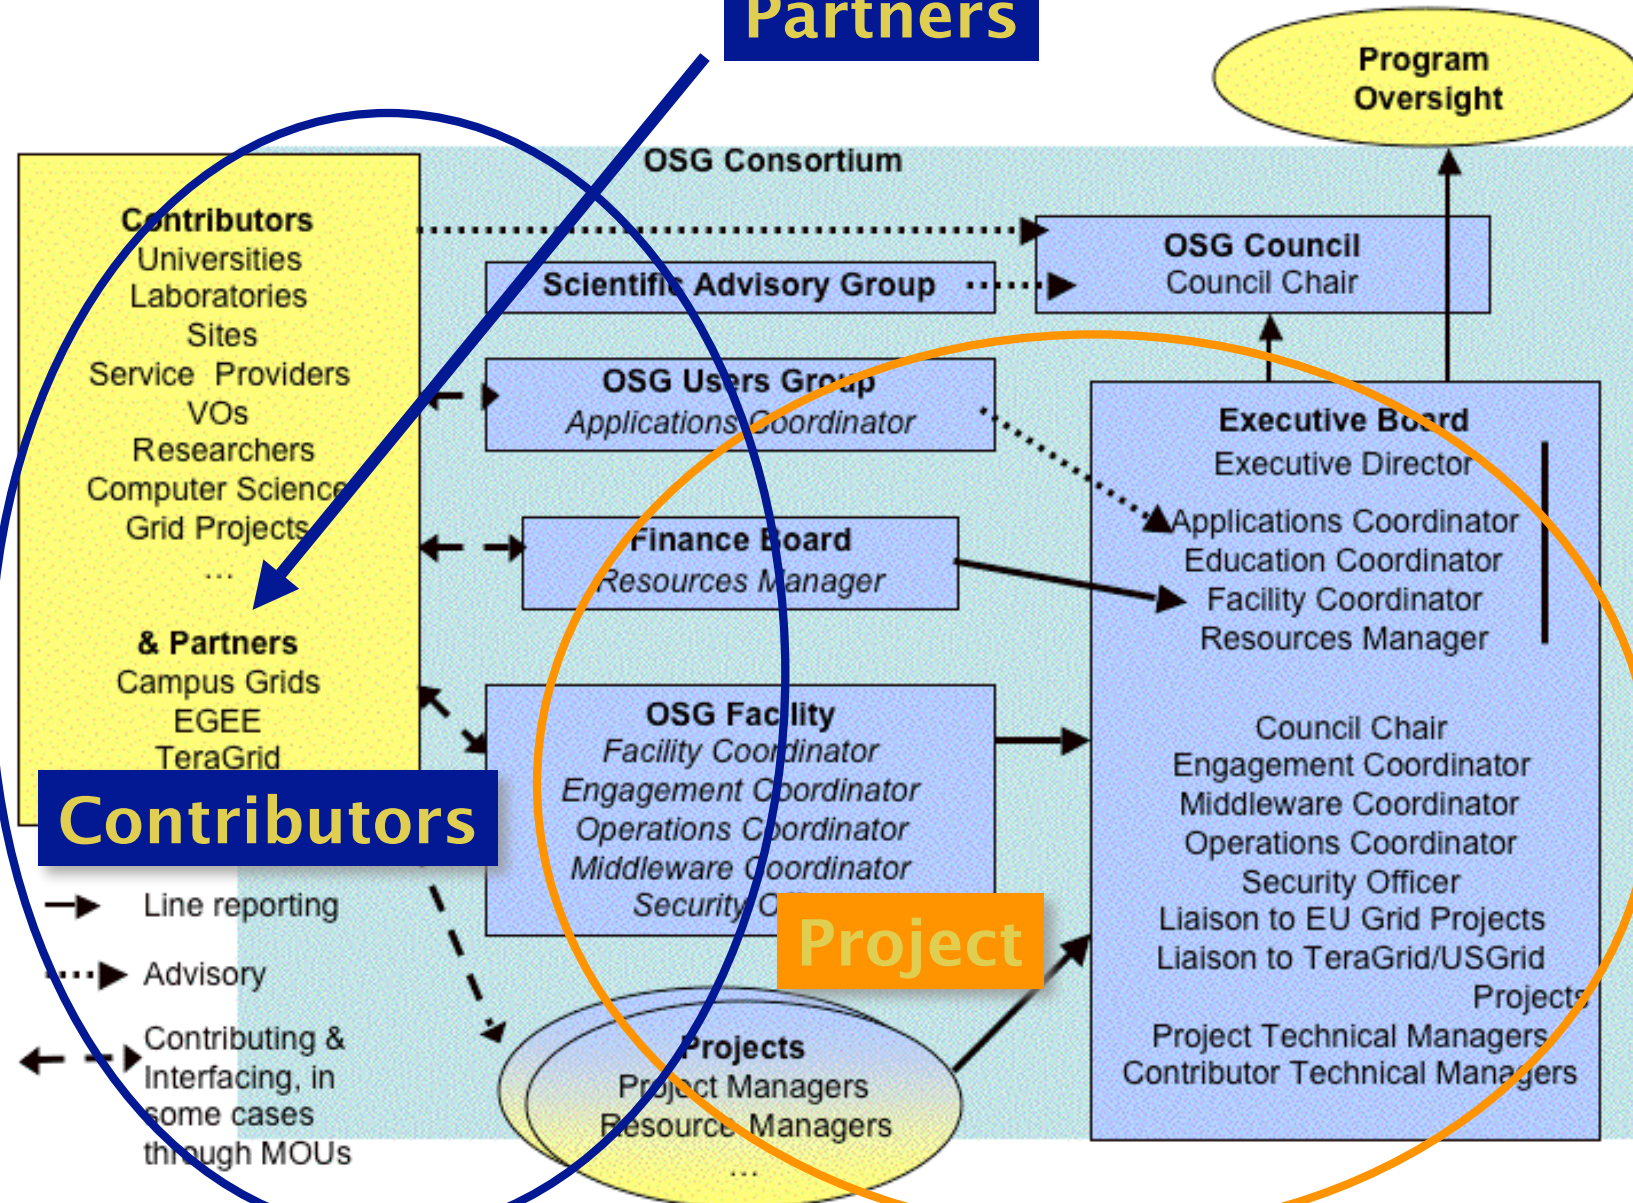 Partners
Program
Oversight
OSG Consortium
Contributors
Universities
Laboratories
Sites
Service Providers
VOs
Researchers
Computer Science
Grid Projects
...
& Partners
Campus Grids
EGEE
TeraGrid
Contributors
OSG Council
Council Chair
Scientific Advisory Group
OSG Users Group
Applications Coordinator
Finance Board
Resources Manager
OSG Facility
Facility Coordinator
Engagement Coordinator
Operations Coordinator
Middleware Coordinator
Security
Project
Executive Board
Executive Director
Applications Coordinator
Education Coordinator
Facility Coordinator
Resources Manager
Council Chair
Engagement Coordinator
Middleware Coordinator
Operations Coordinator
Security Officer
Liaison to EU Grid Projects
Liaison to TeraGrid/USGrid
Projects
Project Technical Managers
Contributor Technical Managers
Projects
Project Managers
Resource Managers
...
Line reporting
Advisory
Contributing &
Interfacing, in
some cases
through MOUs